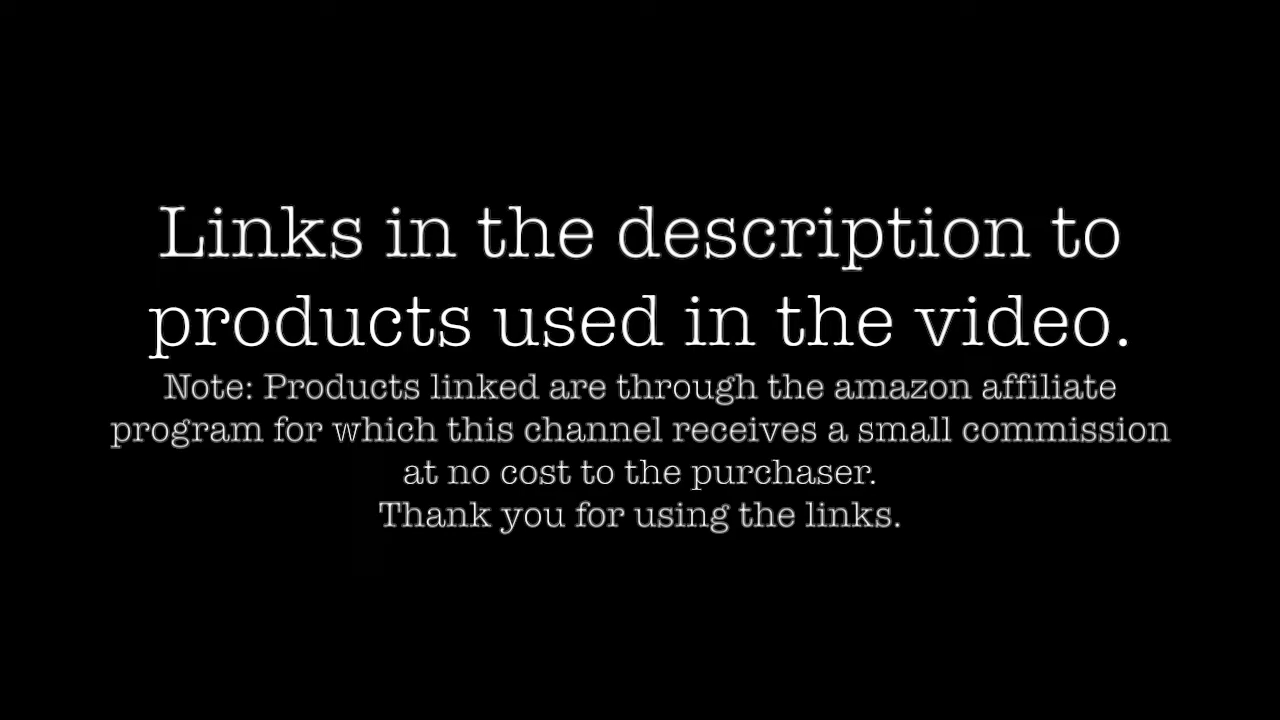 Links in the description to
products used in the video.
Note: Products linked are through the amazon affiliate
program for which this channel receives a small commission
at no cost to the purchaser.
Thank you for using the links.